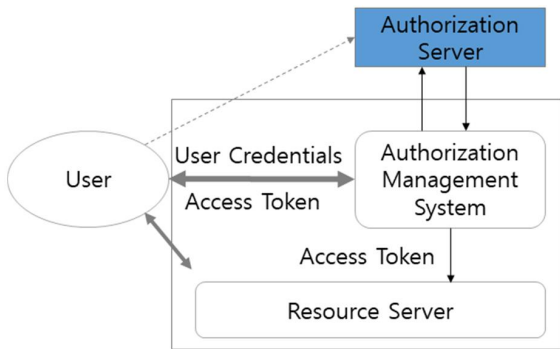 Authorization
Server
User Credentials
User
Access Token
Authorization
Management
System
Access Token
Resource Server